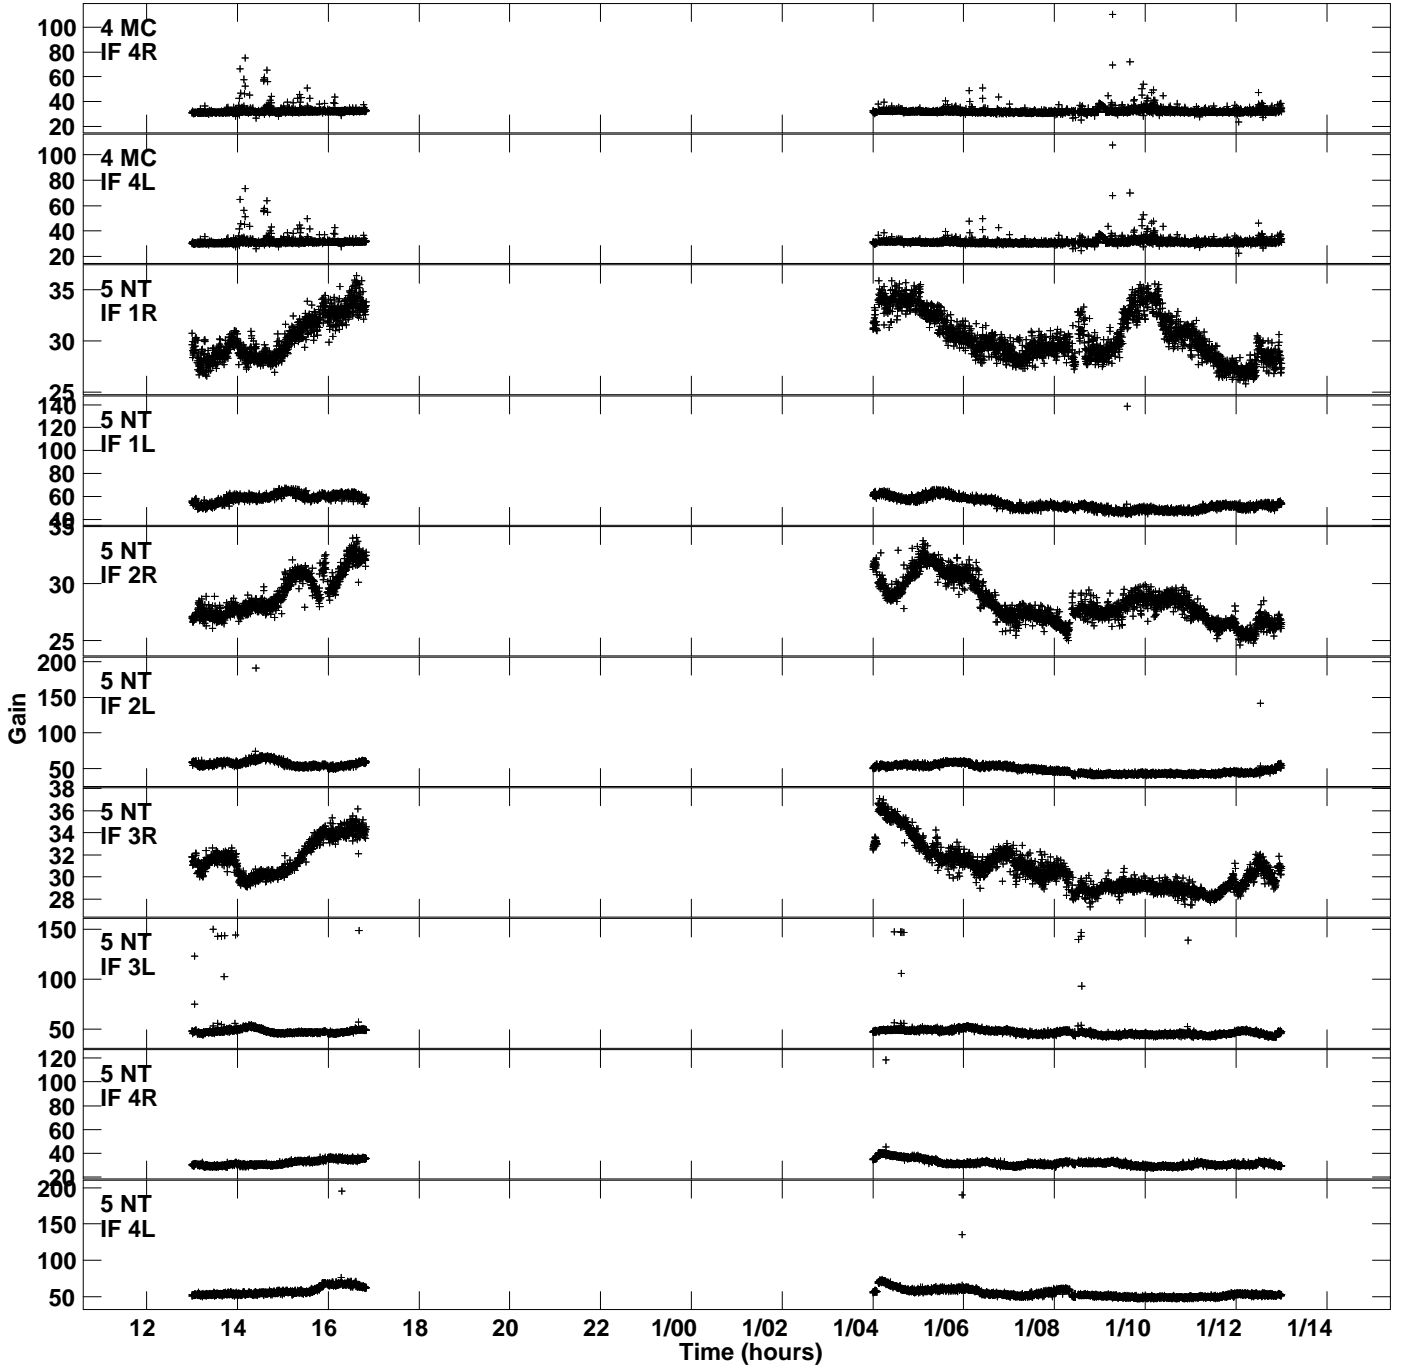 4 MC
IF 4R
100
80
60
40
20
4 MC
IF 4L
100
80
60
40
20
5 NT
IF 1R
35
30
25
5 NT
IF 1L
140
120
100
80
60
40
5 NT
IF 2R
35
30
25
5 NT
IF 2L
200
150
100
50
5 NT
IF 3R
38
36
34
32
30
28
5 NT
IF 3L
150
100
50
5 NT
IF 4R
120
100
80
60
40
20
5 NT
IF 4L
200
150
100
50
Gain
12 14 16 18 20 22 1/00 1/02 1/04 1/06 1/08 1/10 1/12 1/14
Time (hours)